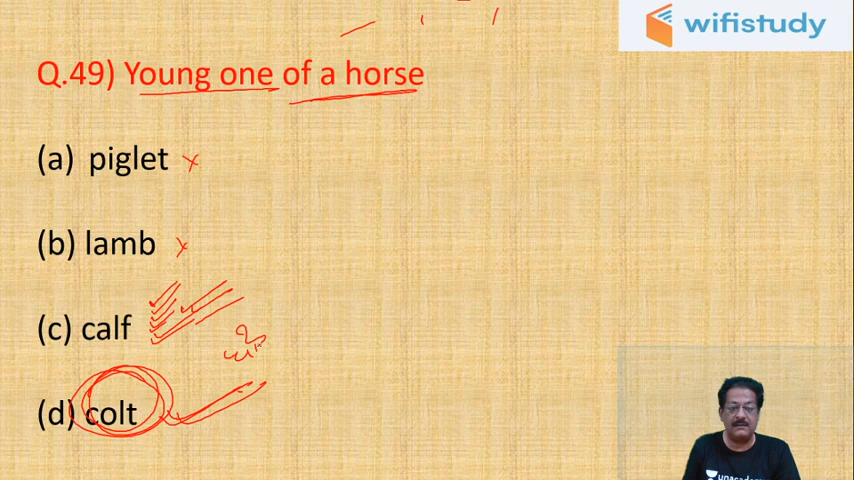 wifistudy
Q.49) Young one of a horse
(a) piglet
(b) lamb
(c) calf
(d) colt